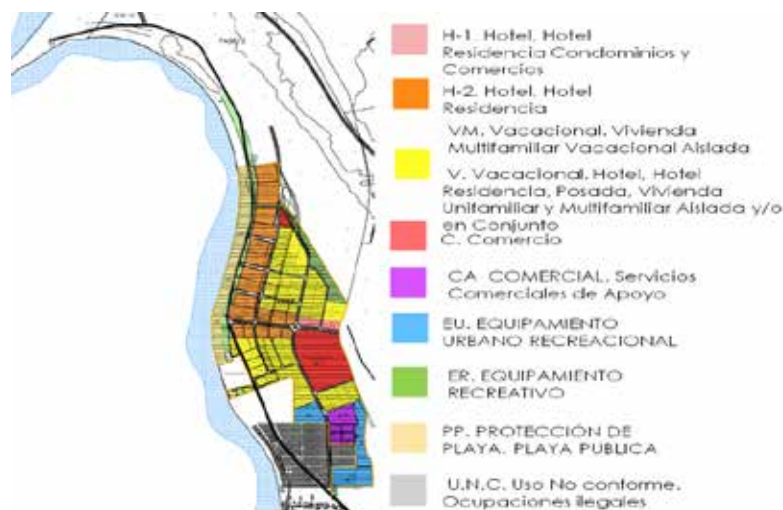 H-1. Hotel. Hotel
Residencia Condominios y
Comercios
H-2. Hotel. Hotel
Residencia
VM. Vacacional. Vivienda
Multifamiliar Vacacional Aislada
V. Vacacional. Hotel, Hotel
Residencia, Posada, Vivienda
Unifamiliar y Multifamiliar Aislada y/o
en Conjunto
C. Comercio
CA COMERCIAL. Servicios
Comerciales de Apoyo
EU. EQUIPAMIENTO
URBANO RECREACIONAL
ER. EQUIPAMIENTO
RECREATIVO
PP. PROTECCIÓN DE
PLAYA. PLAYA PUBLICA
U.N.C. Uso No conforme.
Ocupaciones ilegales